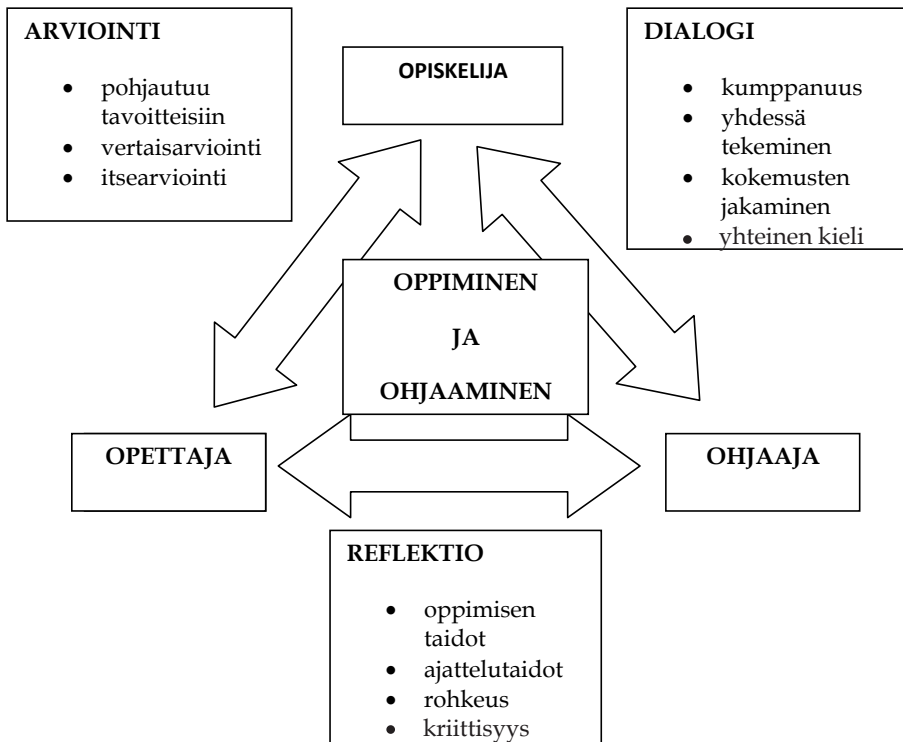 ARVIOINTI
• pohjautuu
tavoitteisiin
• vertaisarviointi
• itsearviointi
OPISKELIJA
DIALOGI
• kumppanuus
• yhdessä
tekeminen
• kokemusten
jakaminen
• yhteinen kieli
OPPIMINEN
JA
OHJAAMINEN
OPETTAJA
OHJAAJA
REFLEKTIO
• oppimisen
taidot
• ajattelutaidot
• rohkeus
• kriittisyys